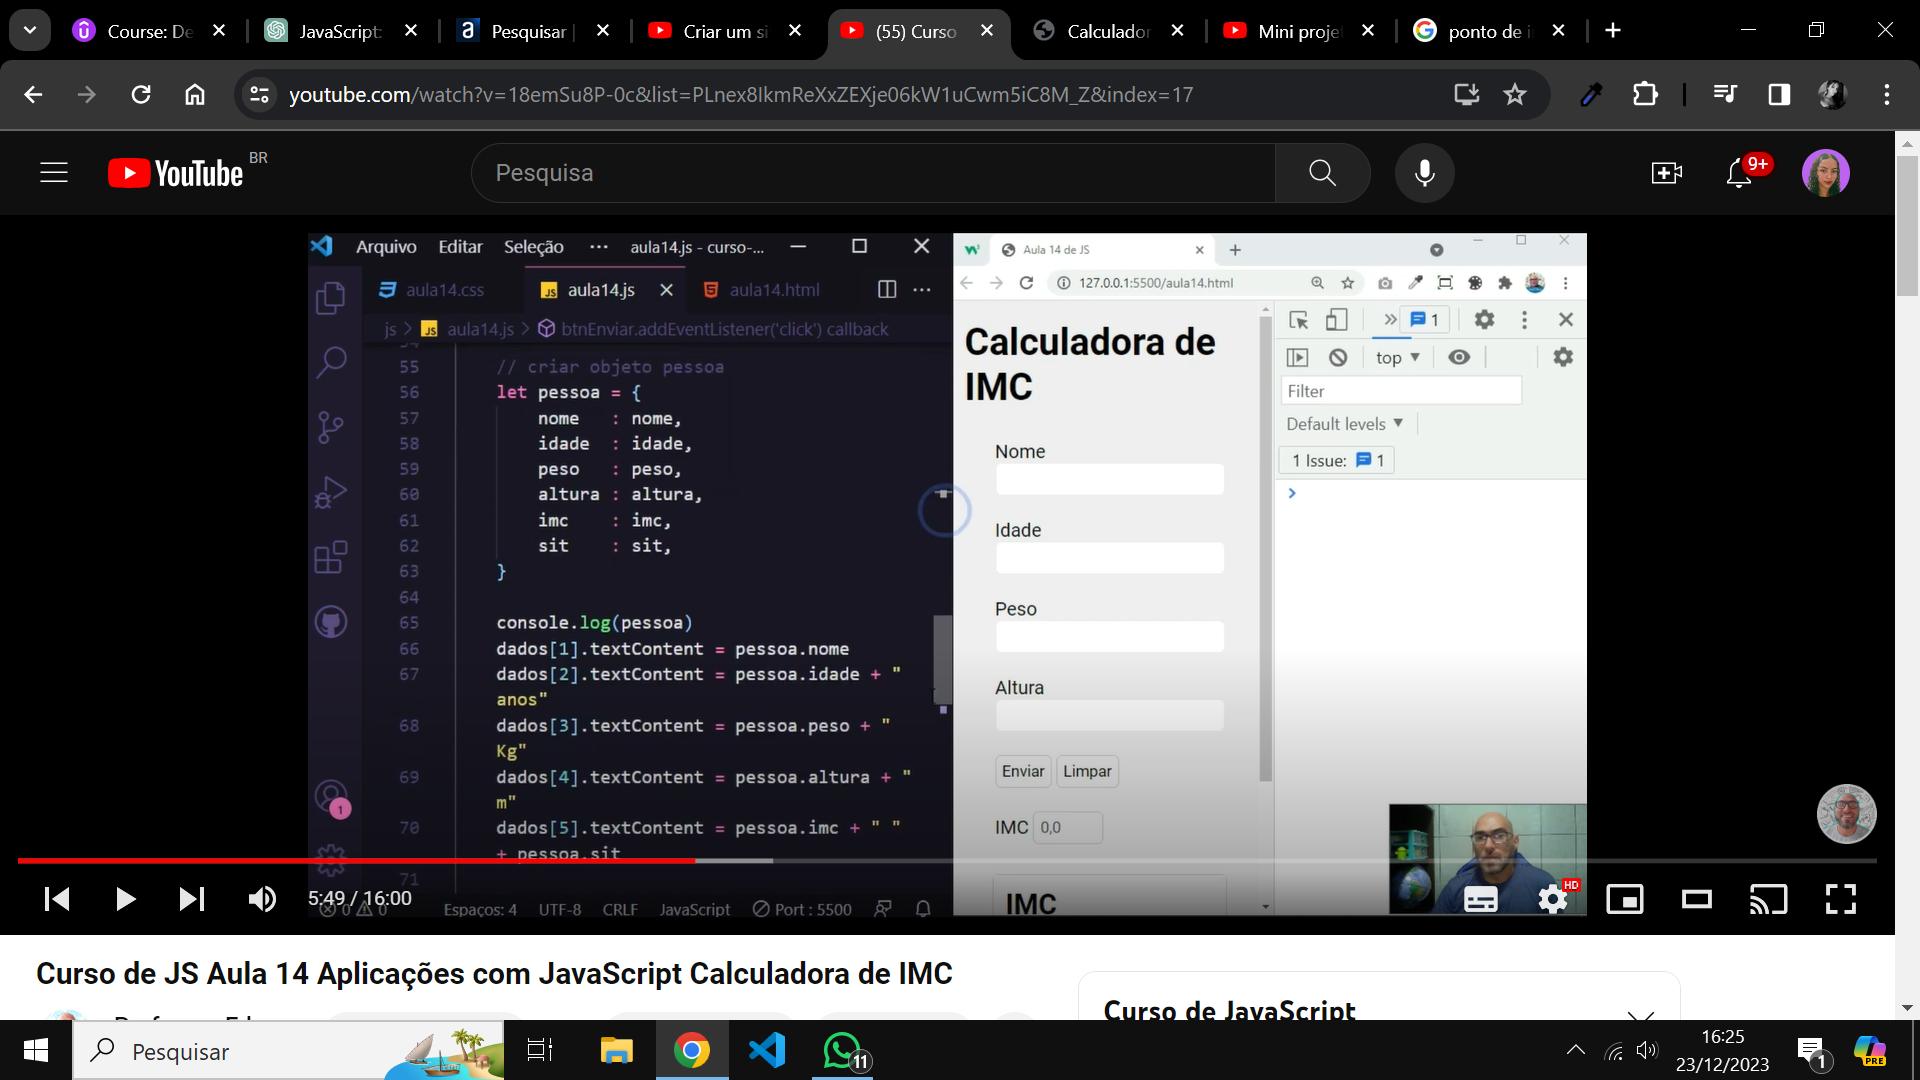 Course: De
JavaScript:
Pesquisar
Criar um si
(55) Curso
Calculador
Mini proje
ponto de i
youtube.com/watch?v=18emSu8P-0c&list=PLnex8IkmReXxZEXje06kW1uCwm5iC8M_Z&index=17
YouTube BR
Pesquisa
9+
Arquivo Editar Seleção ··· aula14.js - curso-...
aula14.css
aula14.js
aula14.html
js > aula14.js > btnEnviar.addEventListener('click') callback
54
55 // criar objeto pessoa
56 let pessoa = {
57 nome : nome,
58 idade : idade,
59 peso : peso,
60 altura : altura,
61 imc : imc,
62 sit : sit,
63 }
64
65 console.log(pessoa)
66 dados[1].textContent = pessoa.nome
67 dados[2].textContent = pessoa.idade + "
anos"
68 dados[3].textContent = pessoa.peso + "
Kg"
69 dados[4].textContent = pessoa.altura + "
m"
70 dados[5].textContent = pessoa.imc + " "
+ pessoa.sit
71
1
0 0
Espaços: 4 UTF-8 CRLF JavaScript Port : 5500
Aula 14 de JS
127.0.0.1:5500/aula14.html
Calculadora de
IMC
Nome
Idade
Peso
Altura
Enviar Limpar
IMC 0,0
IMC
1
top
Filter
Default levels
1 Issue: 1
5:49 / 16:00
HD
Curso de JS Aula 14 Aplicações com JavaScript Calculadora de IMC
Curso de JavaScript
Pesquisar
11
16:25
23/12/2023
1
PRE